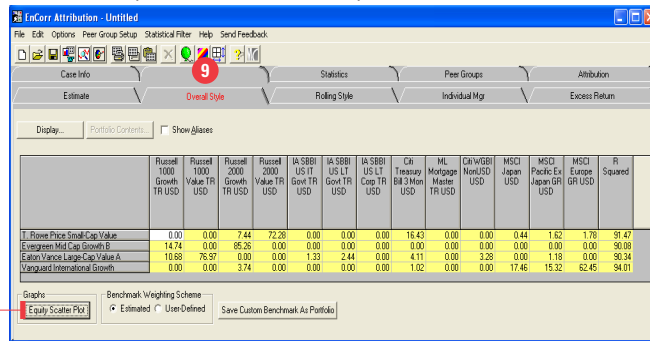 EnCorr Attribution - Untitled
File Edit Options Peer Group Setup Statistical Filter Help Send Feedback
9
Case Info Statistics Peer Groups Attribution
Estimate Overall Style Rolling Style Individual Mgr Excess Return
Display... Portfolio Contents... Show Aliases
Russell 1000 Growth TR USD
Russell 1000 Value TR USD
Russell 2000 Growth TR USD
Russell 2000 Value TR USD
IA SBBI US IT Govt TR USD
IA SBBI US LT Govt TR USD
IA SBBI US LT Corp TR USD
Citi Treasury Bill 3 Mon USD
ML Mortgage Master TR USD
Citi WGBI NonUSD USD
MSCI Japan USD
MSCI Pacific Ex Japan GR USD
MSCI Europe GR USD
R Squared
T. Rowe Price Small-Cap Value 0.00 0.00 7.44 72.28 0.00 0.00 0.00 16.43 0.00 0.00 0.44 1.62 1.78 91.47
Evergreen Mid Cap Growth B 14.74 0.00 85.26 0.00 0.00 0.00 0.00 0.00 0.00 0.00 0.00 0.00 0.00 90.08
Eaton Vance Large-Cap Value A 10.68 76.97 0.00 0.00 1.33 2.44 0.00 4.11 0.00 3.28 0.00 1.18 0.00 90.34
Vanguard International Growth 0.00 0.00 3.74 0.00 0.00 0.00 0.00 1.02 0.00 0.00 17.46 15.32 62.45 94.01
Graphs Benchmark Weighting Scheme
Equity Scatter Plot Estimated User-Defined Save Custom Benchmark As Portfolio